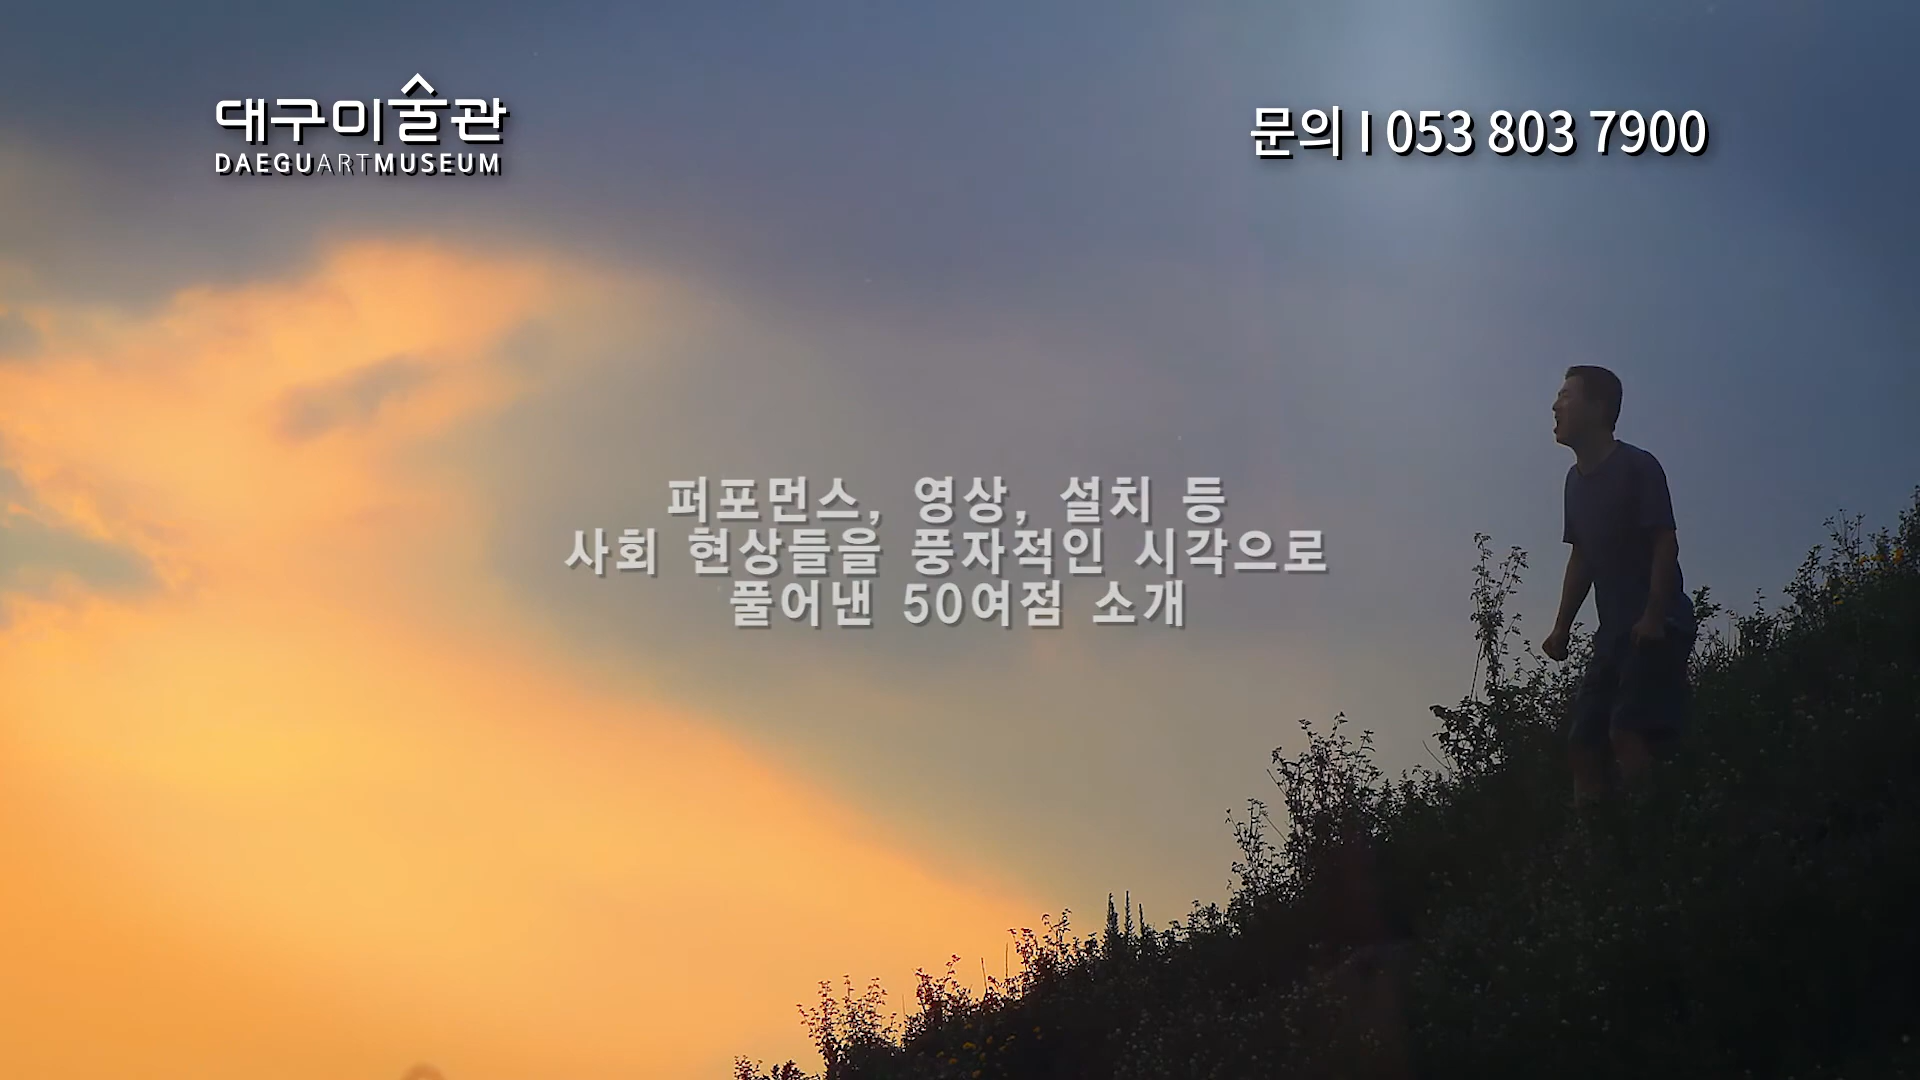 대구미술관
DAEGUARTMUSEUM
문의 I 053 803 7900
퍼포먼스, 영상, 설치 등
사회 현상들을 풍자적인 시각으로
풀어낸 50여점 소개